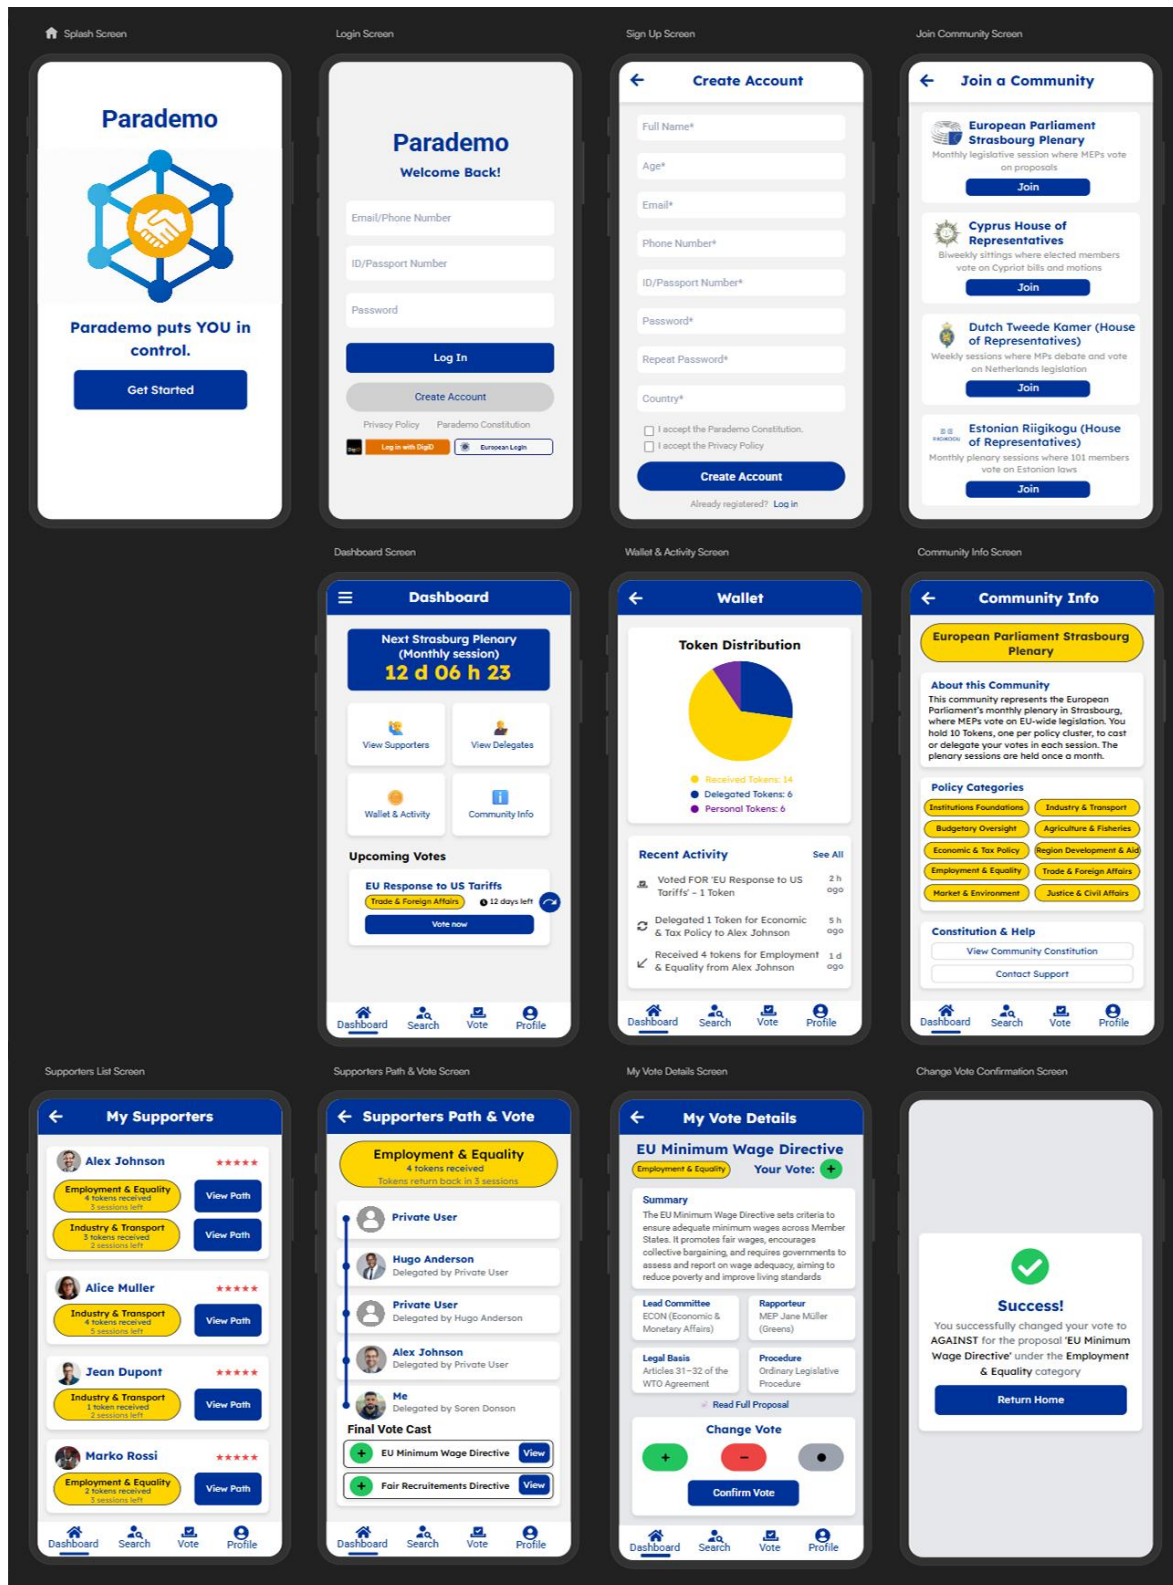 Splash Screen
Parademo
Parademo puts YOU in
control.
Get Started
Login Screen
Parademo
Welcome Back!
Email/Phone Number
ID/Passport Number
Password
Log In
Create Account
Privacy Policy Parademo Constitution
Log in with DigiD
European Login
Sign Up Screen
Create Account
Full Name*
Age*
Email*
Phone Number*
ID/Passport Number*
Password*
Repeat Password*
Country*
I accept the Parademo Constitution.
I accept the Privacy Policy
Create Account
Already registered? Log in
Join Community Screen
Join a Community
European Parliament
Strasbourg Plenary
Monthly legislative session where MEPs vote
on proposals
Join
Cyprus House of
Representatives
Biweekly sittings where elected members
vote on Cypriot bills and motions
Join
Dutch Tweede Kamer (House
of Representatives)
Weekly sessions where MPs debate and vote
on Netherlands legislation
Join
Estonian Riigikogu (House
of Representatives)
Monthly plenary sessions where 101 members
vote on Estonian laws
Join
Dashboard Screen
Dashboard
Next Strasburg Plenary
(Monthly session)
12 d 06 h 23
View Supporters
View Delegates
Wallet & Activity
Community Info
Upcoming Votes
EU Response to US Tariffs
Trade & Foreign Affairs
12 days left
Vote now
Dashboard Search Vote Profile
Wallet & Activity Screen
Wallet
Token Distribution
Received Tokens: 14
Delegated Tokens: 6
Personal Tokens: 6
Recent Activity See All
Voted FOR 'EU Response to US 2 h
Tariffs' – 1 Token ago
Delegated 1 Token for Economic 5 h
& Tax Policy to Alex Johnson ago
Received 4 tokens for Employment 1 d
& Equality from Alex Johnson ago
Dashboard Search Vote Profile
Community Info Screen
Community Info
European Parliament Strasbourg
Plenary
About this Community
This community represents the European
Parliament's monthly plenary in Strasbourg,
where MEPs vote on EU-wide legislation. You
hold 10 Tokens, one per policy cluster, to cast
or delegate your votes in each session. The
plenary sessions are held once a month.
Policy Categories
Institutions Foundations Industry & Transport
Budgetary Oversight Agriculture & Fisheries
Economic & Tax Policy Region Development & Aid
Employment & Equality Trade & Foreign Affairs
Market & Environment Justice & Civil Affairs
Constitution & Help
View Community Constitution
Contact Support
Dashboard Search Vote Profile
Supporters List Screen
My Supporters
Alex Johnson
Employment & Equality
4 tokens received
3 sessions left
View Path
Industry & Transport
3 tokens received
2 sessions left
View Path
Alice Muller
Industry & Transport
4 tokens received
5 sessions left
View Path
Jean Dupont
Industry & Transport
1 token received
2 sessions left
View Path
Marko Rossi
Employment & Equality
2 tokens received
3 sessions left
View Path
Dashboard Search Vote Profile
Supporters Path & Vote Screen
Supporters Path & Vote
Employment & Equality
4 tokens received
Tokens return back in 3 sessions
Private User
Hugo Anderson
Delegated by Private User
Private User
Delegated by Hugo Anderson
Alex Johnson
Delegated by Private User
Me
Delegated by Soren Donson
Final Vote Cast
EU Minimum Wage Directive View
Fair Recruitements Directive View
Dashboard Search Vote Profile
My Vote Details Screen
My Vote Details
EU Minimum Wage Directive
Employment & Equality Your Vote:
Summary
The EU Minimum Wage Directive sets criteria to
ensure adequate minimum wages across Member
States. It promotes fair wages, encourages
collective bargaining, and requires governments to
assess and report on wage adequacy, aiming to
reduce poverty and improve living standards
Lead Committee
ECON (Economic &
Monetary Affairs)
Rapporteur
MEP Jane Müller
(Greens)
Legal Basis
Articles 31–32 of the
WTO Agreement
Procedure
Ordinary Legislative
Procedure
Read Full Proposal
Change Vote
Confirm Vote
Dashboard Search Vote Profile
Change Vote Confirmation Screen
Success!
You successfully changed your vote to
AGAINST for the proposal 'EU Minimum
Wage Directive' under the Employment
& Equality category
Return Home